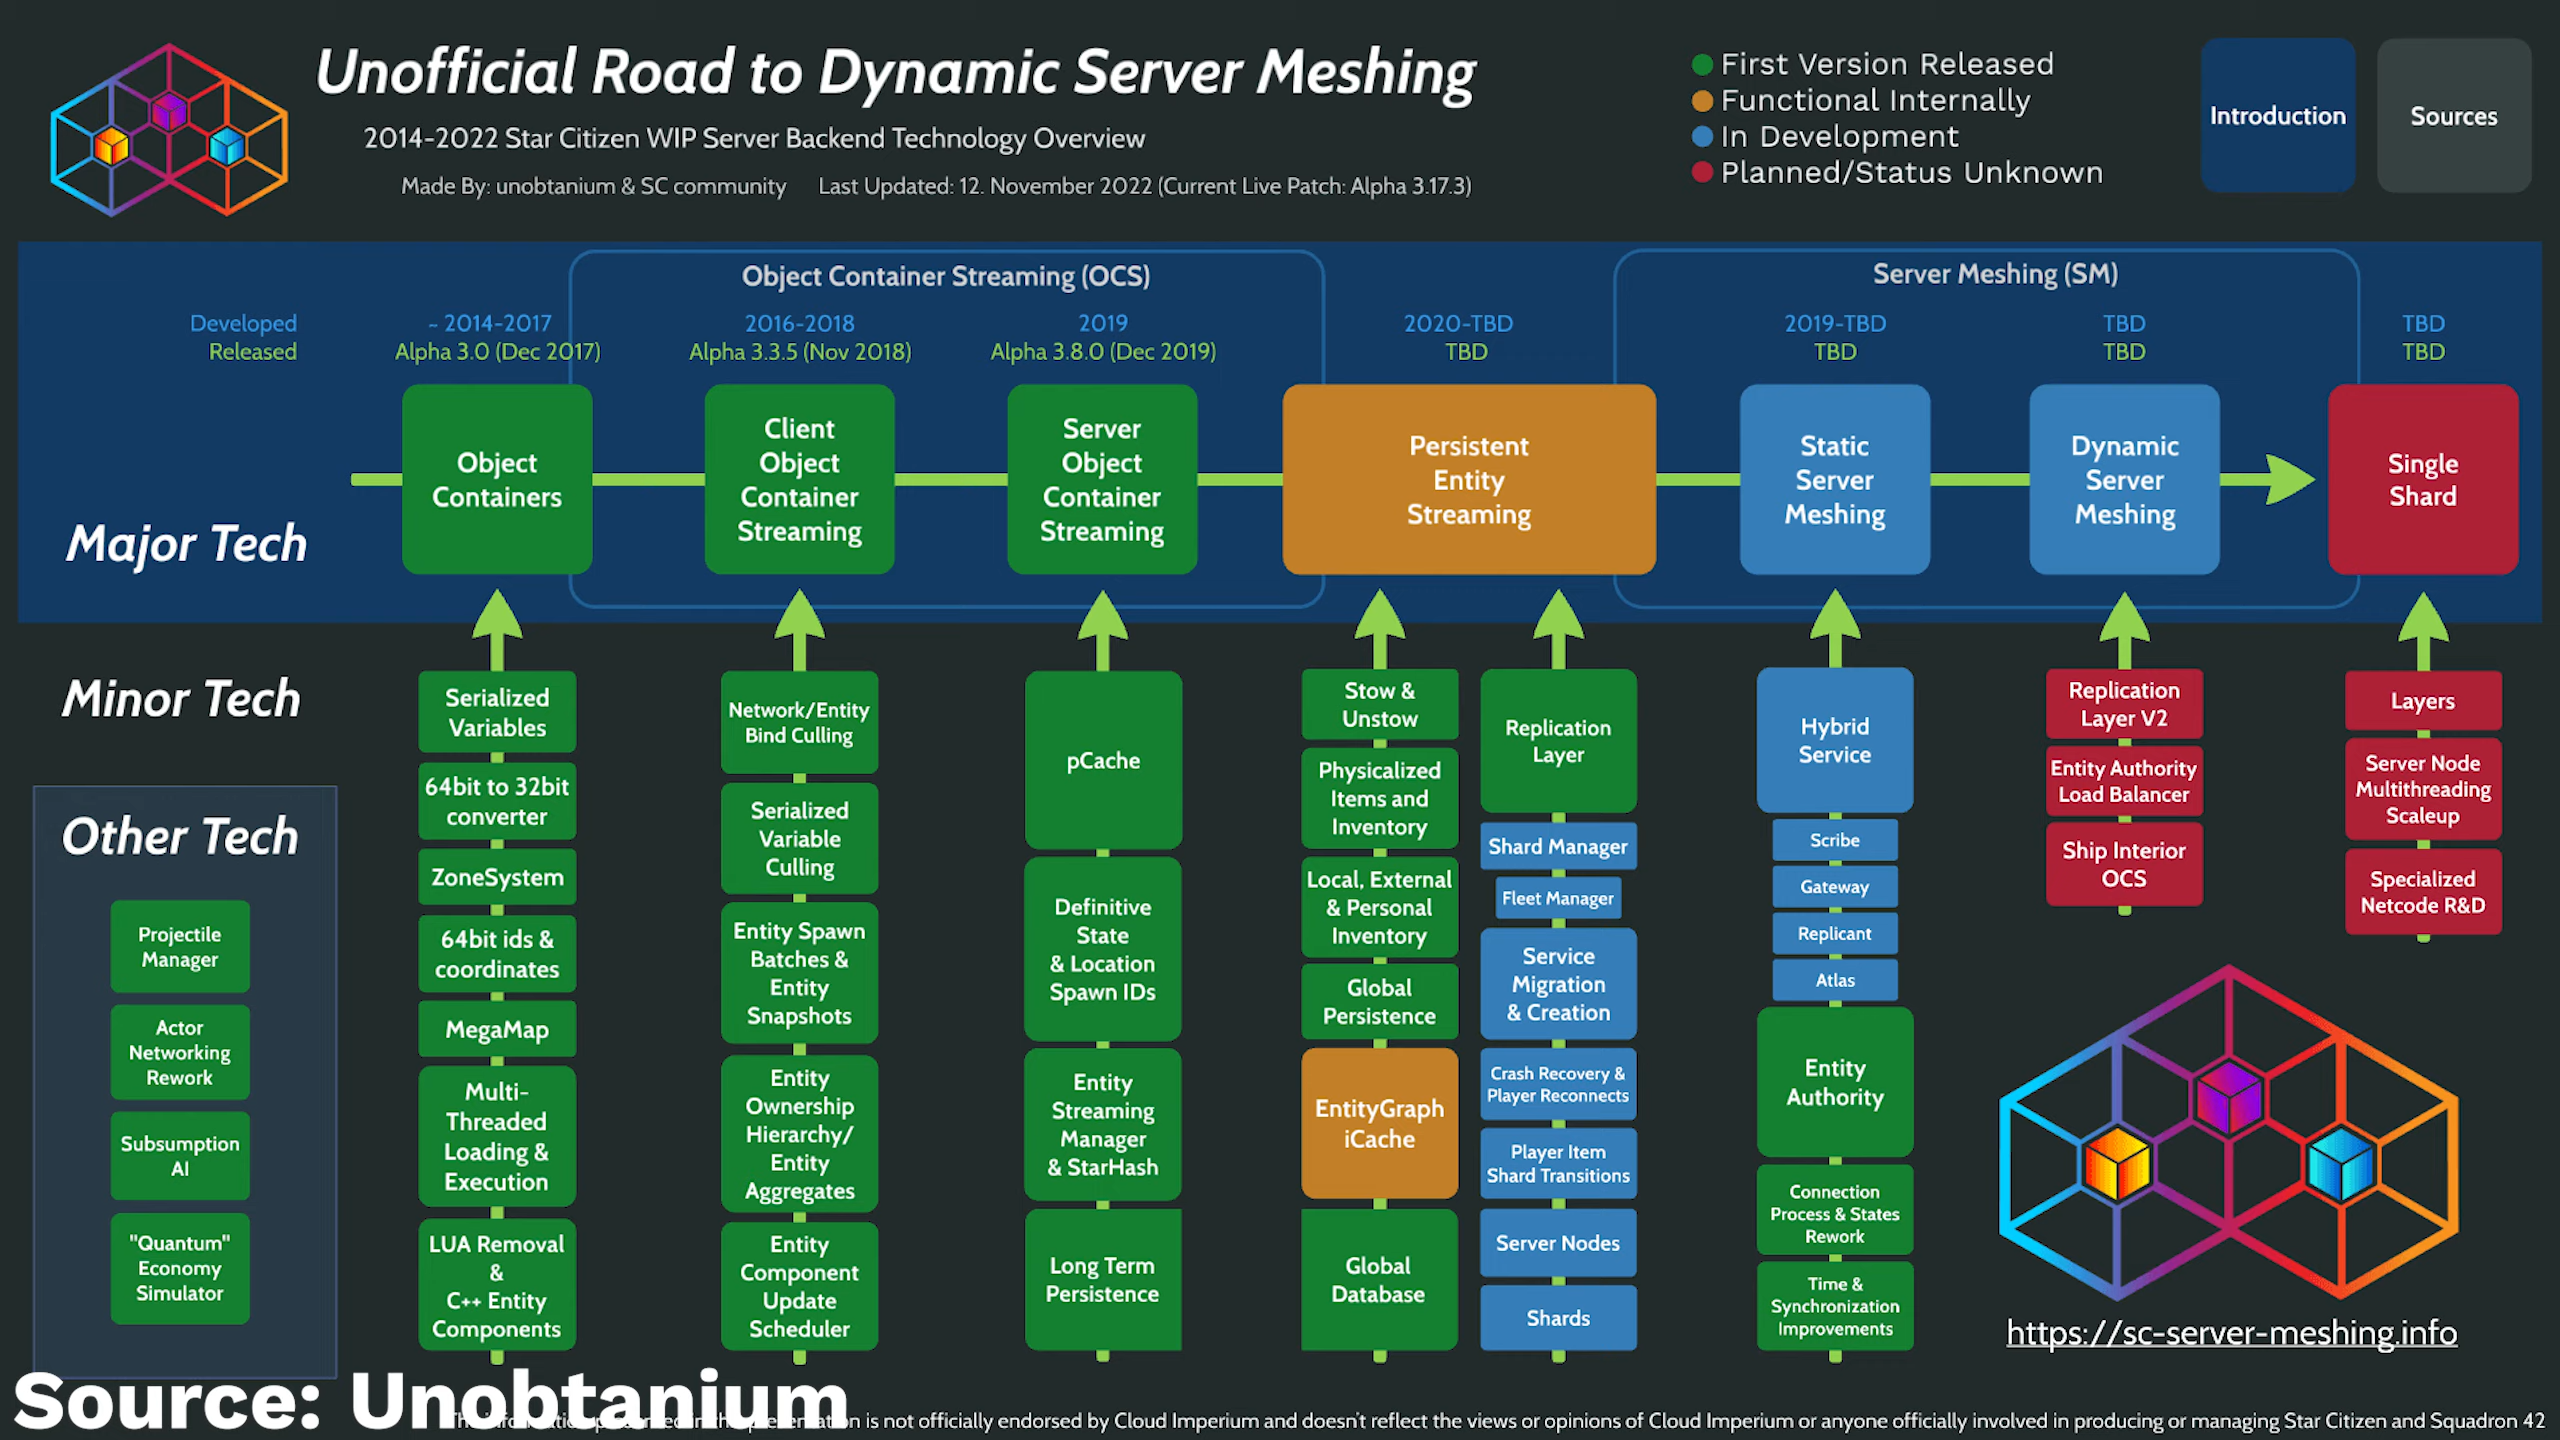 Unofficial Road to Dynamic Server Meshing
2014-2022 Star Citizen WIP Server Backend Technology Overview
Made By: unobtanium & SC community Last Updated: 12. November 2022 (Current Live Patch: Alpha 3.17.3)
First Version Released
Functional Internally
In Development
Planned/Status Unknown
Introduction
Sources
Object Container Streaming (OCS)
Server Meshing (SM)
Developed
Released
~ 2014-2017
Alpha 3.0 (Dec 2017)
2016-2018
Alpha 3.3.5 (Nov 2018)
2019
Alpha 3.8.0 (Dec 2019)
2020-TBD
TBD
2019-TBD
TBD
TBD
TBD
TBD
TBD
Major Tech
Object
Containers
Client
Object
Container
Streaming
Server
Object
Container
Streaming
Persistent
Entity
Streaming
Static
Server
Meshing
Dynamic
Server
Meshing
Single
Shard
Minor Tech
Serialized
Variables
64bit to 32bit
converter
ZoneSystem
64bit ids &
coordinates
MegaMap
Multi-
Threaded
Loading &
Execution
LUA Removal
&
C++ Entity
Components
Network/Entity
Bind Culling
Serialized
Variable
Culling
Entity Spawn
Batches &
Entity
Snapshots
Entity
Ownership
Hierarchy/
Entity
Aggregates
Entity
Component
Update
Scheduler
pCache
Definitive
State
& Location
Spawn IDs
Entity
Streaming
Manager
& StarHash
Long Term
Persistence
Stow &
Unstow
Physicalized
Items and
Inventory
Local, External
& Personal
Inventory
Global
Persistence
EntityGraph
iCache
Global
Database
Replication
Layer
Shard Manager
Fleet Manager
Service
Migration
& Creation
Crash Recovery &
Player Reconnects
Player Item
Shard Transitions
Server Nodes
Shards
Hybrid
Service
Scribe
Gateway
Replicant
Atlas
Entity
Authority
Connection
Process & States
Rework
Time &
Synchronization
Improvements
Replication
Layer V2
Entity Authority
Load Balancer
Ship Interior
OCS
Layers
Server Node
Multithreading
Scaleup
Specialized
Netcode R&D
Other Tech
Projectile
Manager
Actor
Networking
Rework
Subsumption
AI
"Quantum"
Economy
Simulator
https://sc-server-meshing.info
Source: Unobtanium
is not officially endorsed by Cloud Imperium and doesn't reflect the views or opinions of Cloud Imperium or anyone officially involved in producing or managing Star Citizen and Squadron 42